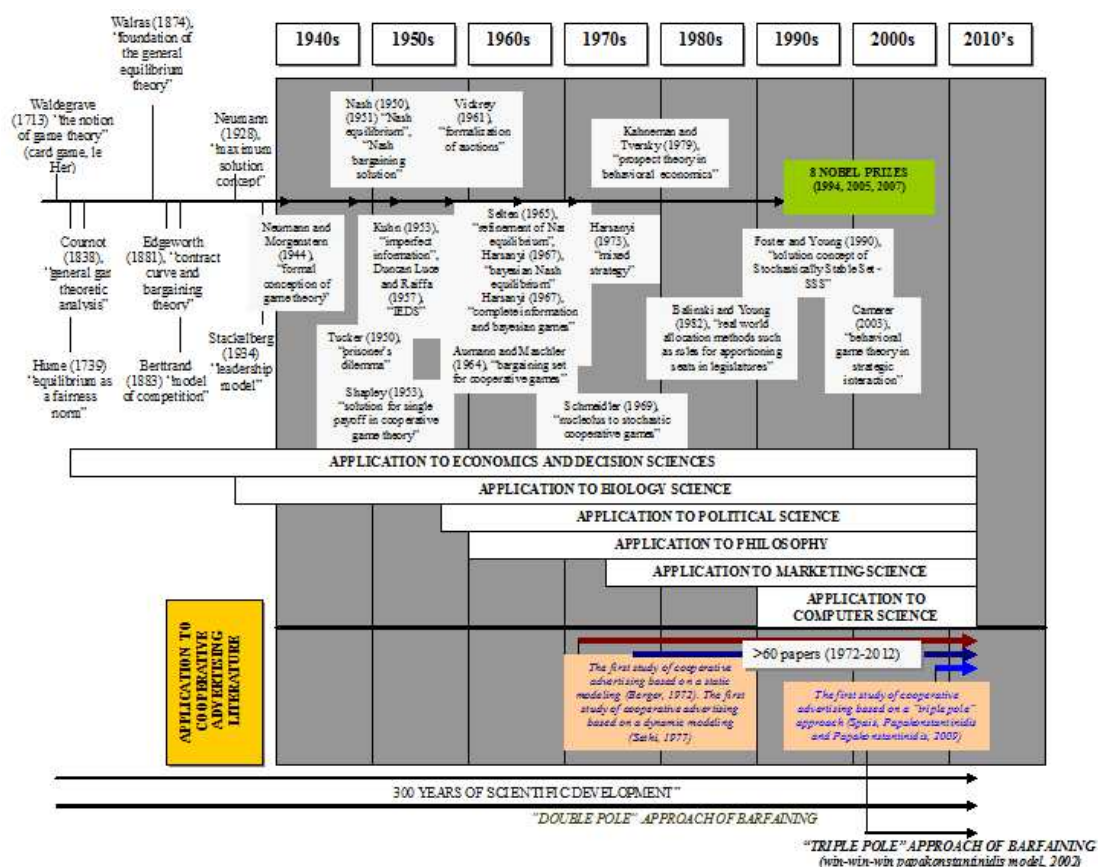 Walras (1874),
"foundation of
the general
equilibrium
theory"
1940s
1950s
1960s
1970s
1980s
1990s
2000s
2010's
Waldegrave
(1713) "the notion
of game theory"
(card game, le
Her)
Neumann
(1928),
"maximum
solution
concept"
Nash (1950),
(1951) "Nash
equilibrium",
"Nash
bargaining
solution"
Vickrey
(1961),
"formalization
of auctions"
Kahneman and
Tversky (1979),
"prospect theory in
behavioral economics"
8 NOBEL PRIZES
(1994, 2005, 2007)
Cournot
(1838),
"general gar
theoretic
analysis"
Edgeworth
(1881), "contract
curve and
bargaining
theory"
Neumann and
Morgenstern
(1944),
"formal
conception of
game theory"
Kuhn (1953),
"imperfect
information",
Duncan Luce
and Raiffa
(1957),
"IEDS"
Selten (1965),
"refinement of Nas
equilibrium",
Harsanyi (1967),
"bayesian Nash
equilibrium"
Harsanyi (1967),
"complete information
and bayesian games"
Harsanyi
(1973),
"mixed
strategy"
Foster and Young (1990),
"solution concept of
Stochastically Stable Set -
SSS"
Hume (1739)
"equilibrium as
a fairness
norm"
Bertrand
(1883) "model
of competition"
Stackelberg
(1934)
"leadership
model"
Tucker (1950),
"prisoner's
dilemma"
Aumann and Maschler
(1964), "bargaining set
for cooperative games"
Balinski and Young
(1982), "real world
allocation methods such
as rules for apportioning
seats in legislatures"
Camerer
(2003),
"behavioral
game theory in
strategic
interaction"
Shapley (1953),
"solution for single
payoff in cooperative
game theory"
Schmeidler (1969),
"nucleolus to stochastic
cooperative games"
APPLICATION TO ECONOMICS AND DECISION SCIENCES
APPLICATION TO BIOLOGY SCIENCE
APPLICATION TO POLITICAL SCIENCE
APPLICATION TO PHILOSOPHY
APPLICATION TO MARKETING SCIENCE
APPLICATION TO
COMPUTER SCIENCE
APPLICATION TO
COOPERATIVE
ADVERTISING
LITERATURE
>60 papers (1972-2012)
The first study of cooperative
advertising based on a static
modeling (Berger, 1972). The first
study of cooperative advertising
based on a dynamic modeling
(Sethi, 1977)
The first study of cooperative
advertising based on a "triple pole"
approach (Spais, Papakonstantinidis
and Papakonstantinidis, 2009)
300 YEARS OF SCIENTIFIC DEVELOPMENT"
"DOUBLE POLE" APPROACH OF BARFAINING
"TRIPLE POLE" APPROACH OF BARFAINING
(win-win-win papakonstantinidis model, 2002)